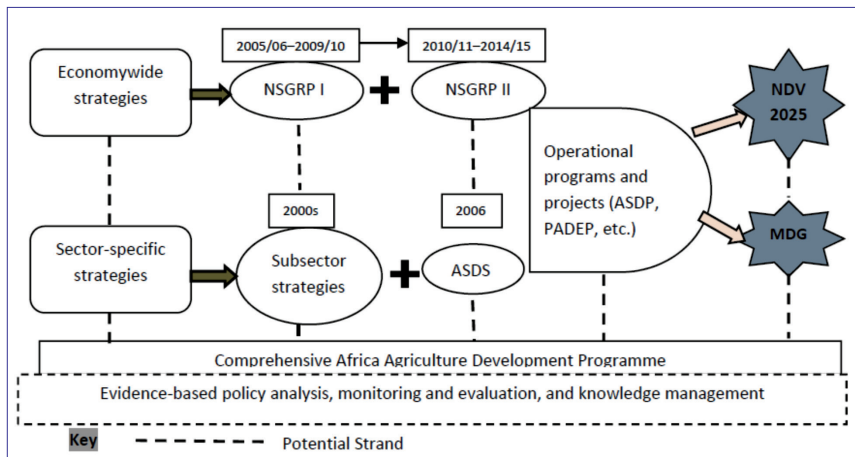 2005/06–2009/10
2010/11–2014/15
Economywide
strategies
NSGRP I
NSGRP II
NDV
2025
Operational
programs and
projects (ASDP,
PADEP, etc.)
2000s
2006
MDG
Sector-specific
strategies
Subsector
strategies
ASDS
Comprehensive Africa Agriculture Development Programme
Evidence-based policy analysis, monitoring and evaluation, and knowledge management
Key
Potential Strand